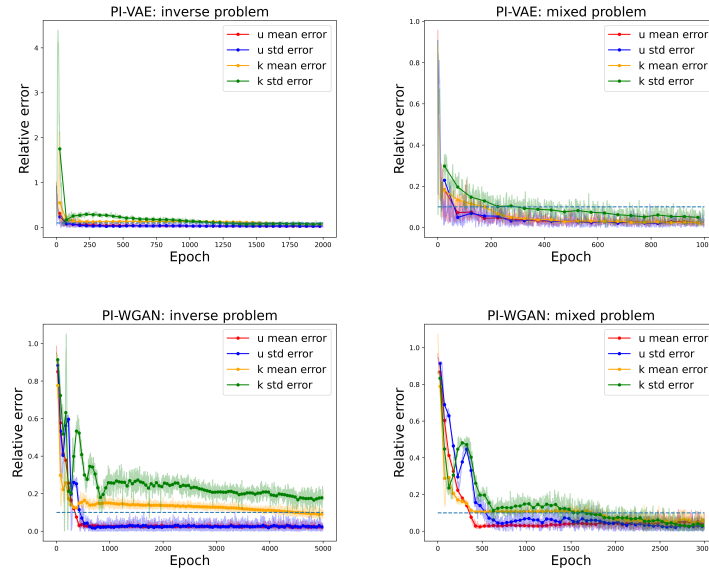 PI-VAE: inverse problem
Relative error
4
3
2
1
0
u mean error
u std error
k mean error
k std error
0
250
500
750
1000
1250
1500
1750
2000
Epoch
PI-VAE: mixed problem
Relative error
1.0
0.8
0.6
0.4
0.2
0.0
u mean error
u std error
k mean error
k std error
0
200
400
600
800
1000
Epoch
PI-WGAN: inverse problem
Relative error
1.0
0.8
0.6
0.4
0.2
0.0
u mean error
u std error
k mean error
k std error
0
1000
2000
3000
4000
5000
Epoch
PI-WGAN: mixed problem
Relative error
1.0
0.8
0.6
0.4
0.2
0.0
u mean error
u std error
k mean error
k std error
0
500
1000
1500
2000
2500
3000
Epoch